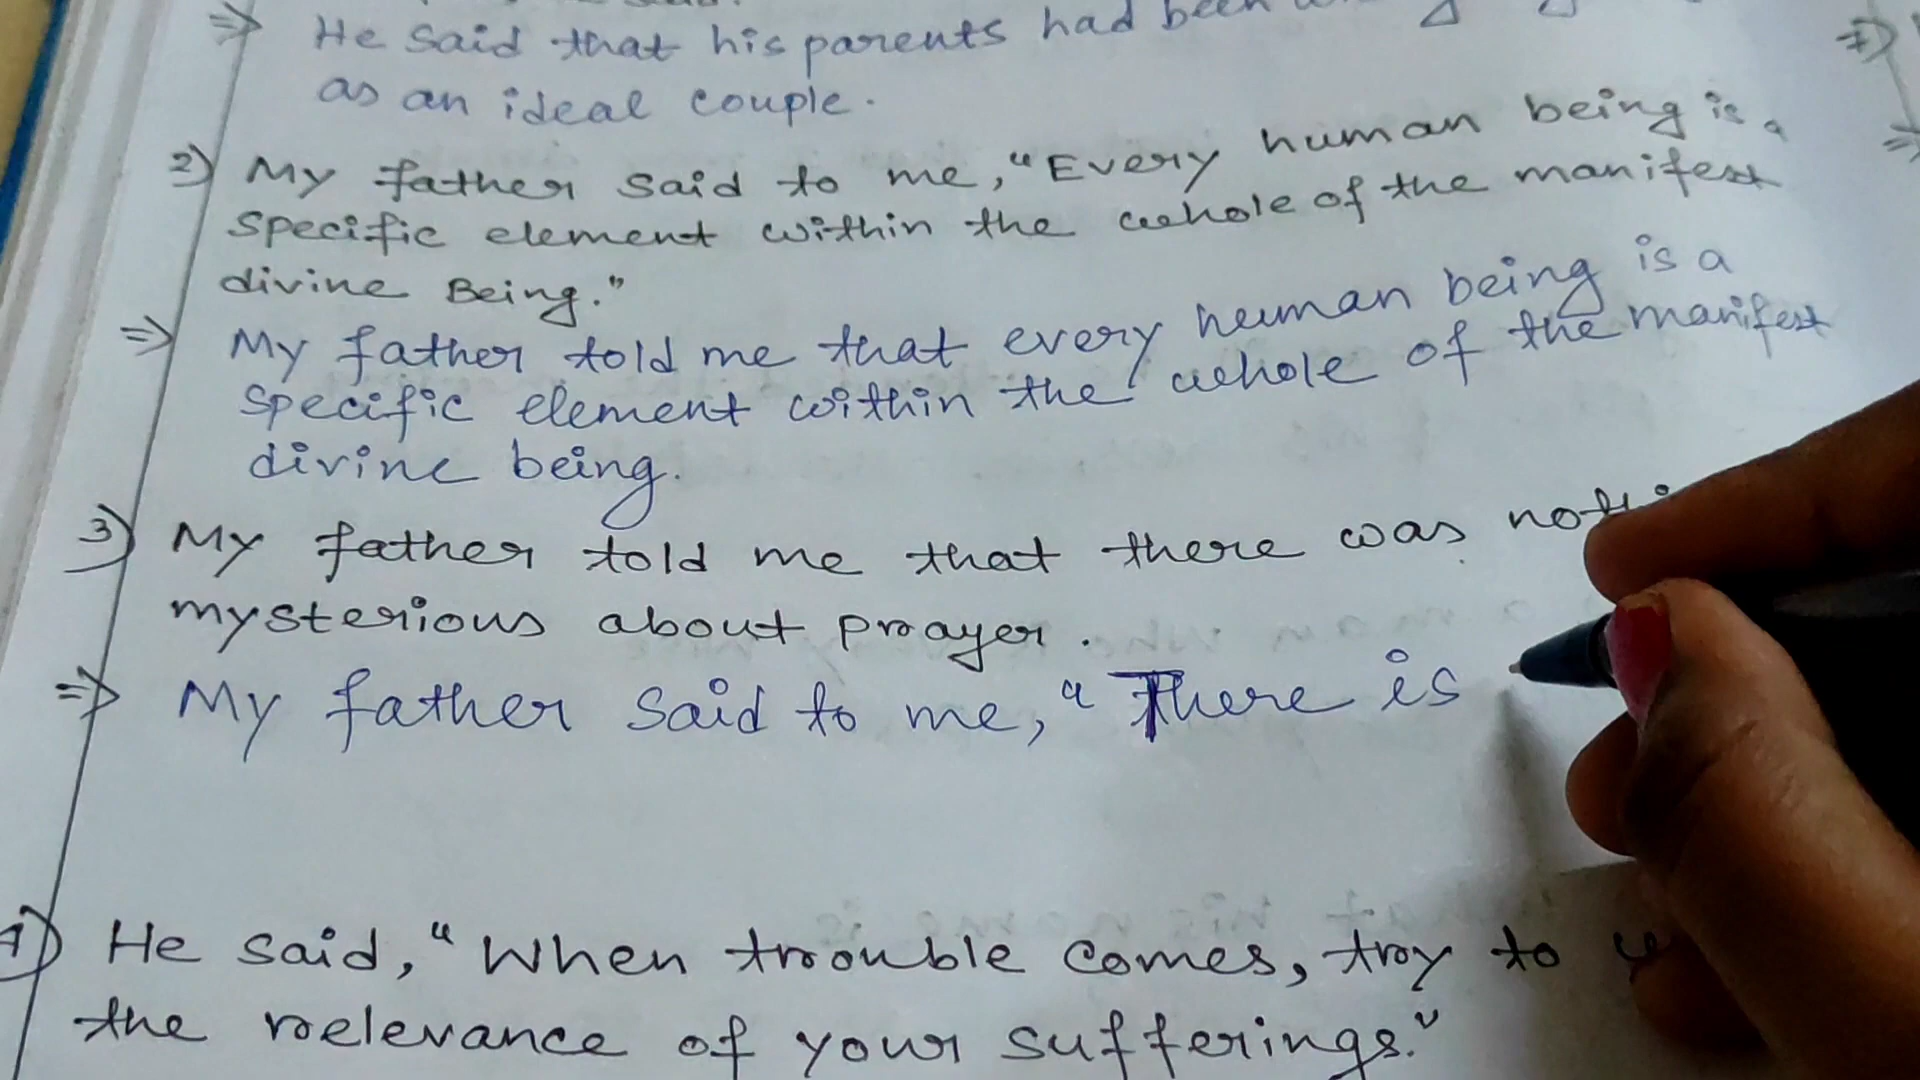 ⇒ He said that his parents had been
as an ideal couple.
2) My father said to me, "Every human being is a
specific element within the whole of the manifest
divine Being."
⇒ My father told me that every human being is a
specific element within the whole of the manifest
divine being.
3) My father told me that there was
mysterious about prayer.
⇒ My father said to me, "There is
He said, "When trouble comes, try to
the relevance of your sufferings."